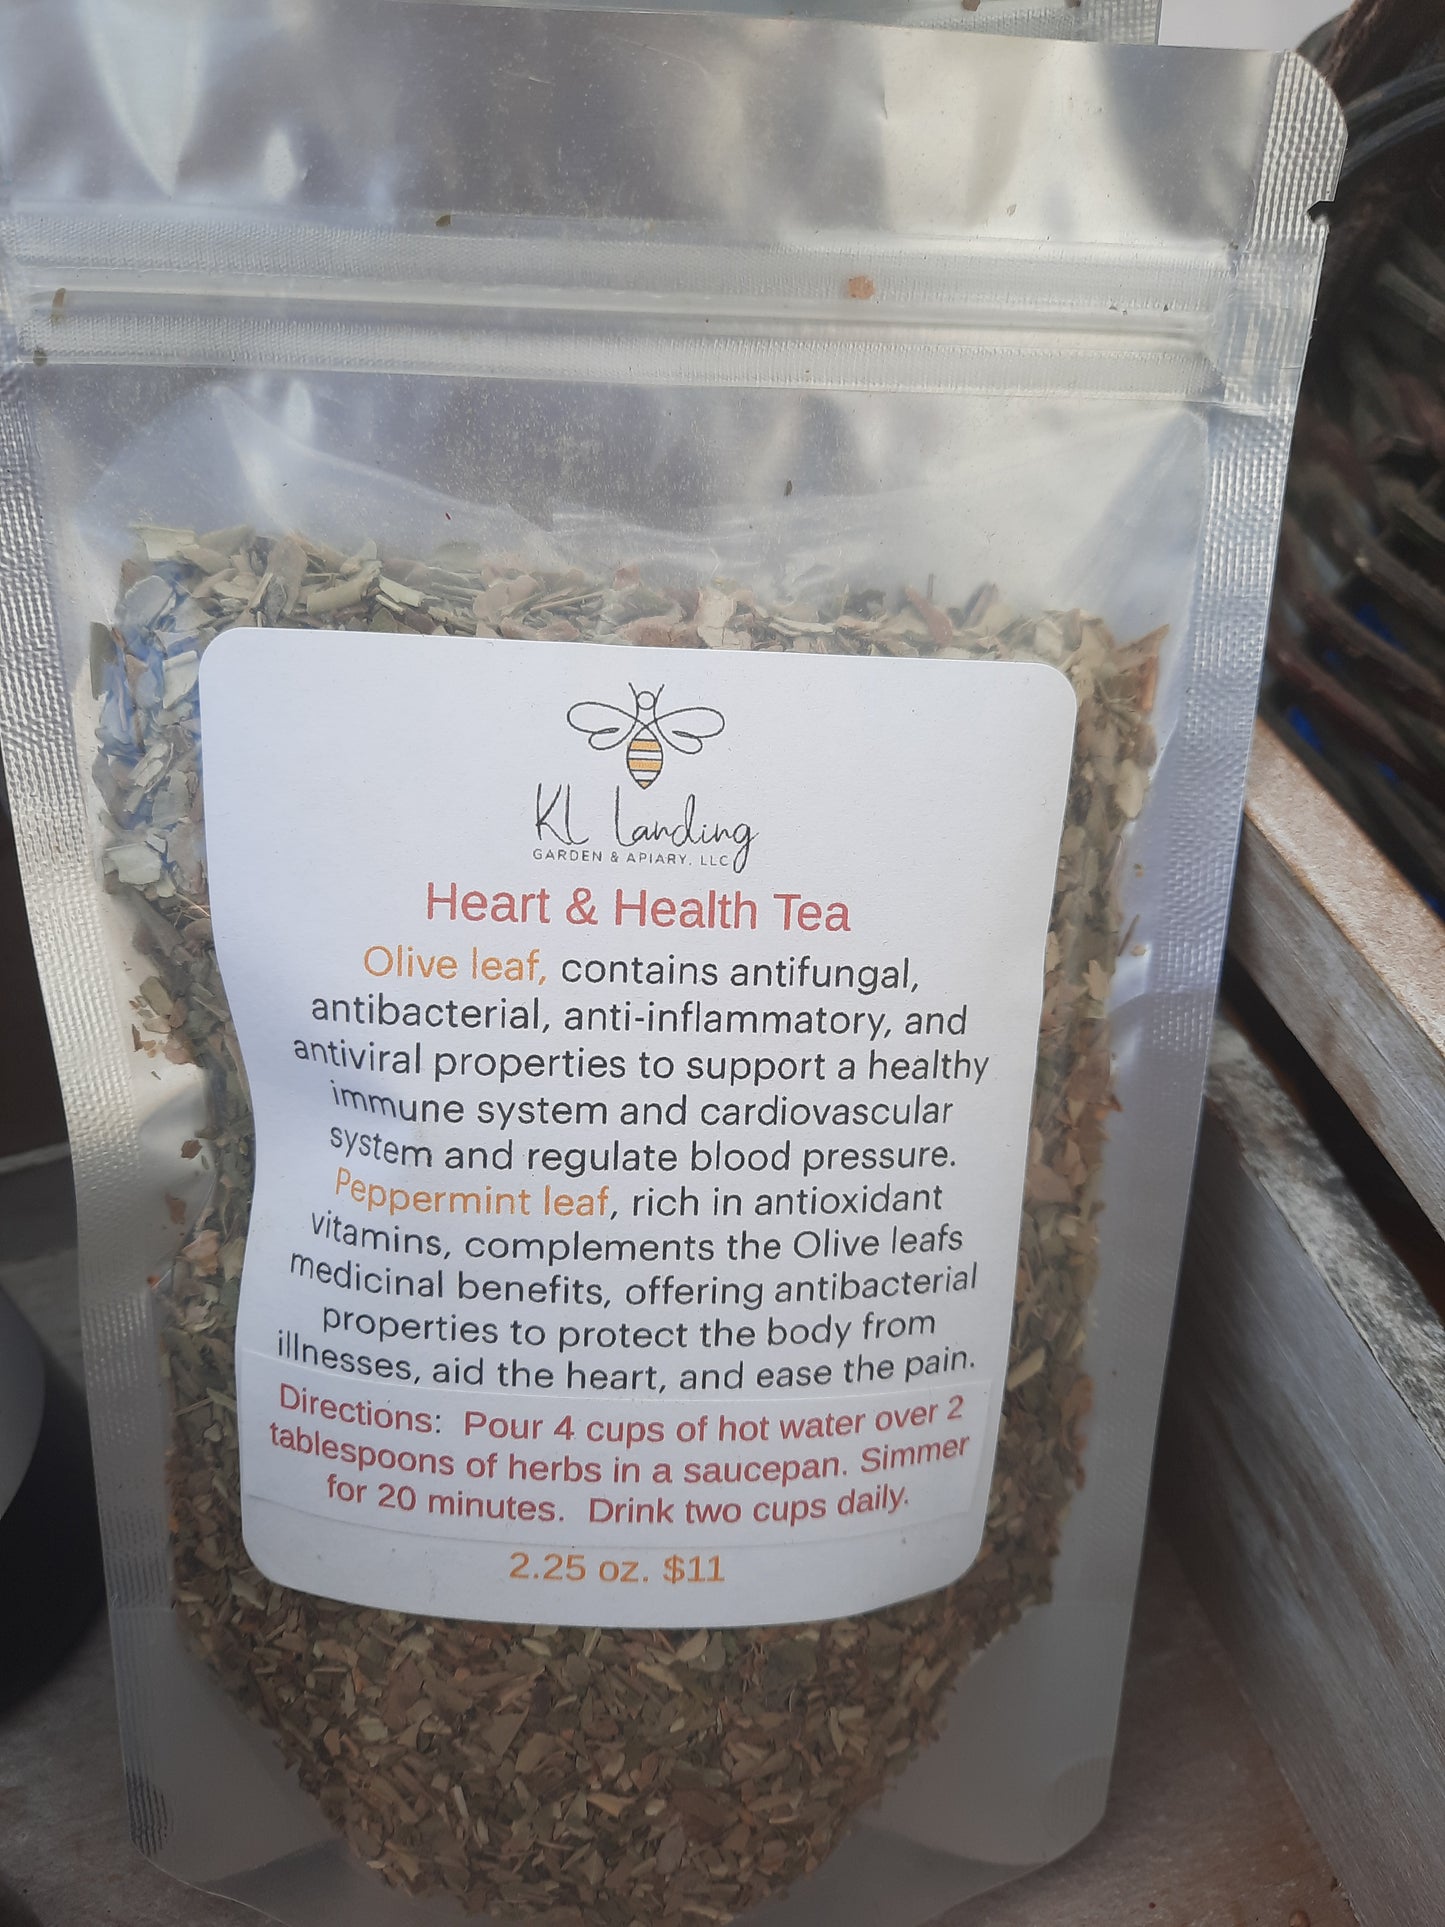 KL Landing
GARDEN & APIARY, LLC
Heart & Health Tea
Olive leaf, contains antifungal,
antibacterial, anti-inflammatory, and
antiviral properties to support a healthy
immune system and cardiovascular
system and regulate blood pressure.
Peppermint leaf, rich in antioxidant
vitamins, complements the Olive leafs
medicinal benefits, offering antibacterial
properties to protect the body from
illnesses, aid the heart, and ease the pain.
Directions: Pour 4 cups of hot water over 2
tablespoons of herbs in a saucepan. Simmer
for 20 minutes. Drink two cups daily.
2.25 oz. $11